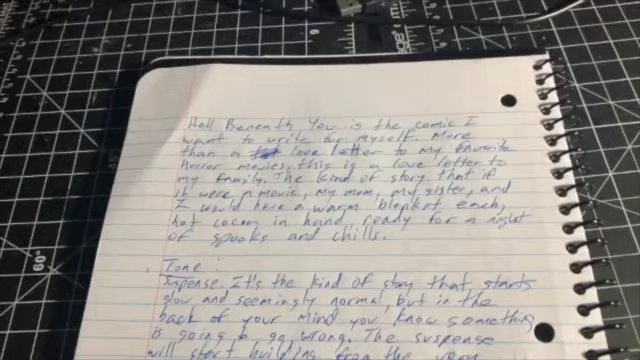 Hell Beneath You is the comic I
want to write for myself. More
than a love letter to my favorite
horror movies, this is a love letter to
my family. The kind of story that if
it were a movie, my mom, my sister, and
I would have a warm blanket each,
hot cocoa in hand, ready for a night
of spooks and chills.
Tone:
Suspense. It's the kind of story that starts
slow and seemingly normal, but in the
back of your mind you know something
is going to go wrong. The suspense
will start building from the very
60°